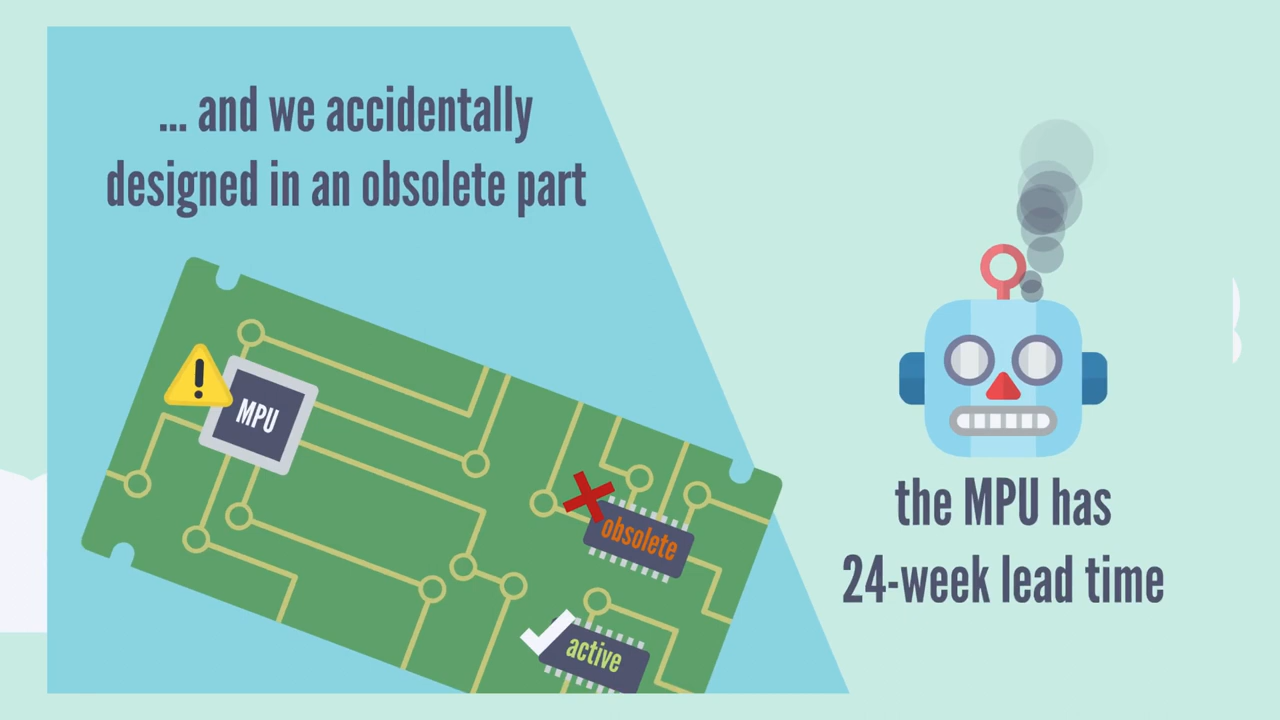 ... and we accidentally
designed in an obsolete part
MPU
obsolete
active
the MPU has
24-week lead time